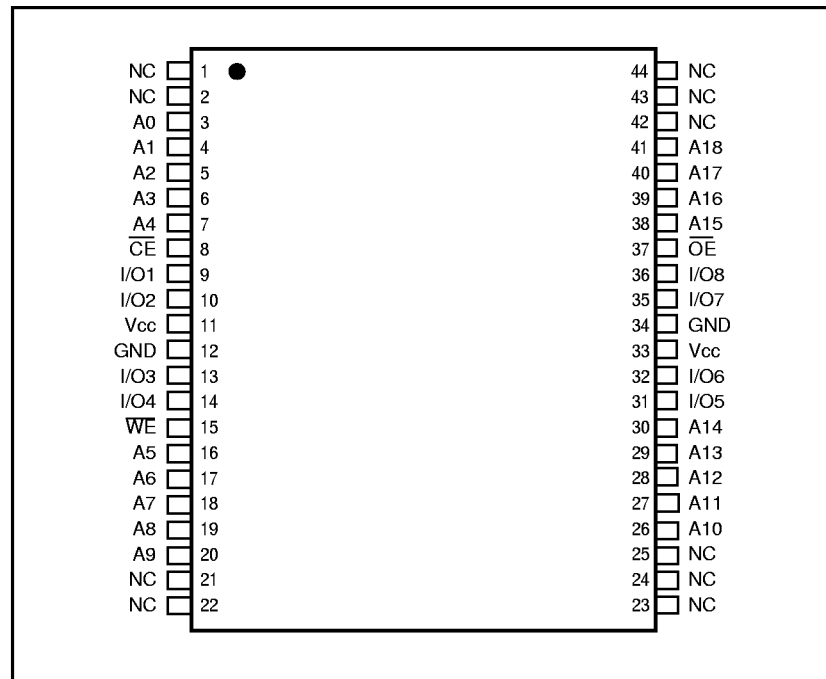 NC 1 44 NC
NC 2 43 NC
A0 3 42 NC
A1 4 41 A18
A2 5 40 A17
A3 6 39 A16
A4 7 38 A15
C̅E̅ 8 37 O̅E̅
I/O1 9 36 I/O8
I/O2 10 35 I/O7
Vcc 11 34 GND
GND 12 33 Vcc
I/O3 13 32 I/O6
I/O4 14 31 I/O5
W̅E̅ 15 30 A14
A5 16 29 A13
A6 17 28 A12
A7 18 27 A11
A8 19 26 A10
A9 20 25 NC
NC 21 24 NC
NC 22 23 NC